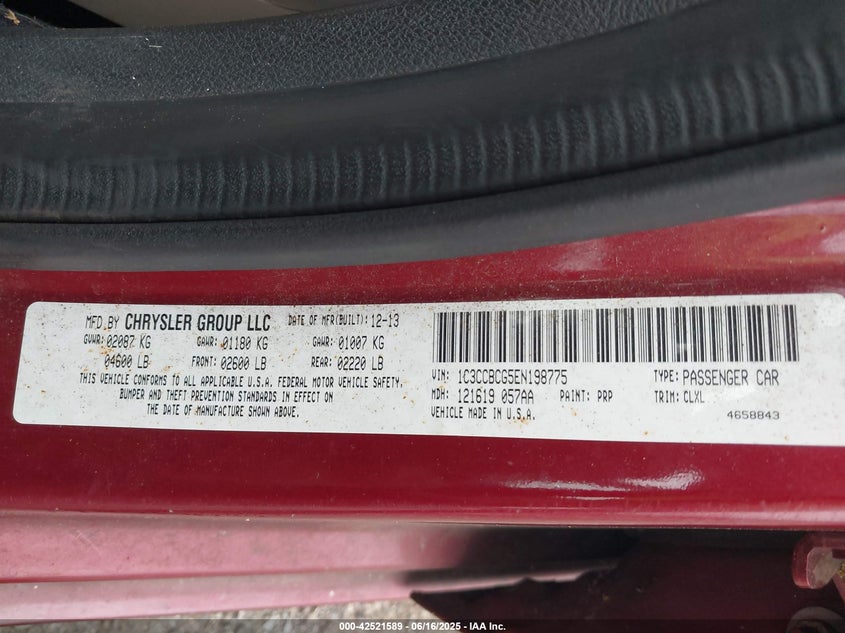 MFD.BY CHRYSLER GROUP LLC DATE OF MFR(BUILT): 12-13
GVWR: 02087 KG GAWR: 01180 KG GAWR: 01007 KG
04600 LB FRONT: 02600 LB REAR: 02220 LB
THIS VEHICLE CONFORMS TO ALL APPLICABLE U.S.A. FEDERAL MOTOR VEHICLE SAFETY,
BUMPER AND THEFT PREVENTION STANDARDS IN EFFECT ON
THE DATE OF MANUFACTURE SHOWN ABOVE.
VIN: 1C3CCBCG5EN198775 TYPE: PASSENGER CAR
MDH: 121619 057AA PAINT: PRP TRIM: CLXL
VEHICLE MADE IN U.S.A. 4658843
000-42521589 - 06/16/2025 - IAA Inc.